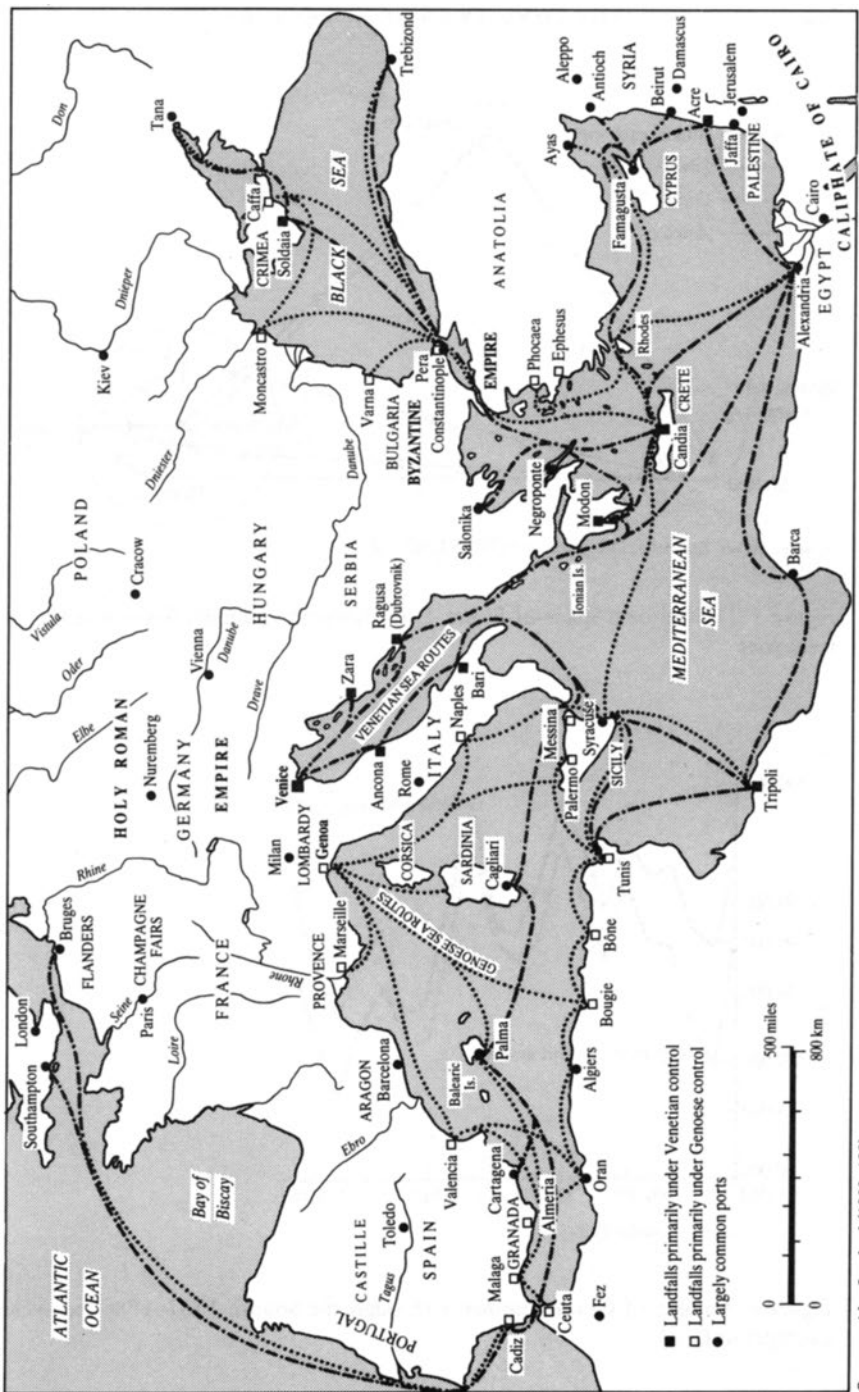 ATLANTIC
OCEAN
Southampton
London
Bruges
FLANDERS
CHAMPAGNE
FAIRS
Seine
Paris
Loire
FRANCE
Rhine
Rhone
Bay of
Biscay
HOLY ROMAN
Nuremberg
GERMANY
EMPIRE
Elbe
Oder
Vistula
POLAND
Cracow
Vienna
Danube
Drave
HUNGARY
Kiev
Dnieper
Dniester
Don
Tana
Moncastro
CRIMEA
Caffa
Soldaia
BLACK
SEA
Trebizond
Varna
Danube
BULGARIA
BYZANTINE
EMPIRE
Pera
Constantinople
SERBIA
Ragusa
(Dubrovnik)
Zara
Venice
VENETIAN SEA ROUTES
Milan
LOMBARDY
Genoa
Ancona
Rome
ITALY
Naples
Bari
PROVENCE
Marseille
CORSICA
SARDINIA
Cagliari
GENOESE SEA ROUTES
ARAGON
Barcelona
Ebro
Valencia
Balearic
Is.
Palma
CASTILLE
Toledo
Tagus
SPAIN
PORTUGAL
Cartagena
GRANADA
Almeria
Malaga
Cadiz
Ceuta
Fez
Oran
Algiers
Bougie
Bône
Tunis
Palermo
Messina
Syracuse
SICILY
Tripoli
MEDITERRANEAN
SEA
Barca
Ionian Is.
Modon
Negroponte
Salonika
Candia
CRETE
Phocaea
Ephesus
Rhodes
ANATOLIA
Ayas
Famagusta
CYPRUS
Aleppo
Antioch
SYRIA
Beirut
Damascus
Acre
Jerusalem
Jaffa
PALESTINE
Alexandria
EGYPT
Cairo
CALIPHATE OF CAIRO
■ Landfalls primarily under Venetian control
□ Landfalls primarily under Genoese control
● Largely common ports
0 500 miles
0 800 km